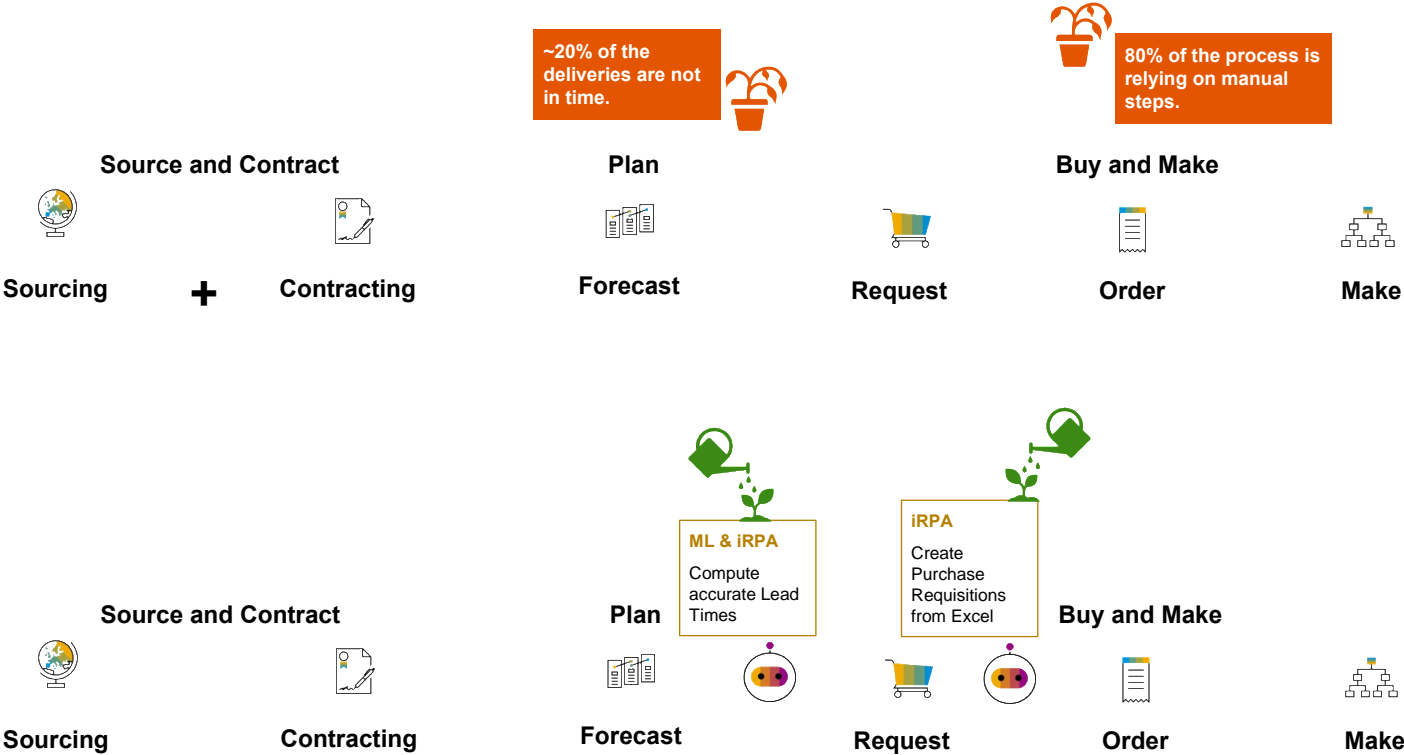 ~20% of the
deliveries are not
in time.
80% of the process is
relying on manual
steps.
Source and Contract
Plan
Buy and Make
Sourcing
+
Contracting
Forecast
Request
Order
Make
ML & iRPA
Compute
accurate Lead
Times
iRPA
Create
Purchase
Requisitions
from Excel
Source and Contract
Plan
Buy and Make
Sourcing
Contracting
Forecast
Request
Order
Make